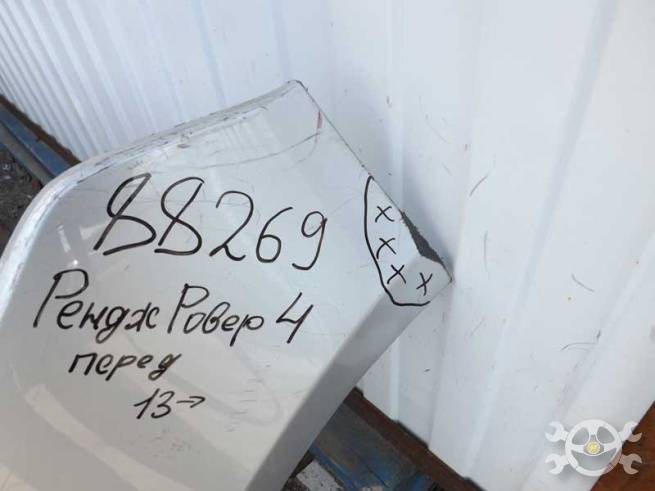 88269
Рендж Ровер 4
перед
13→
x
x
x x